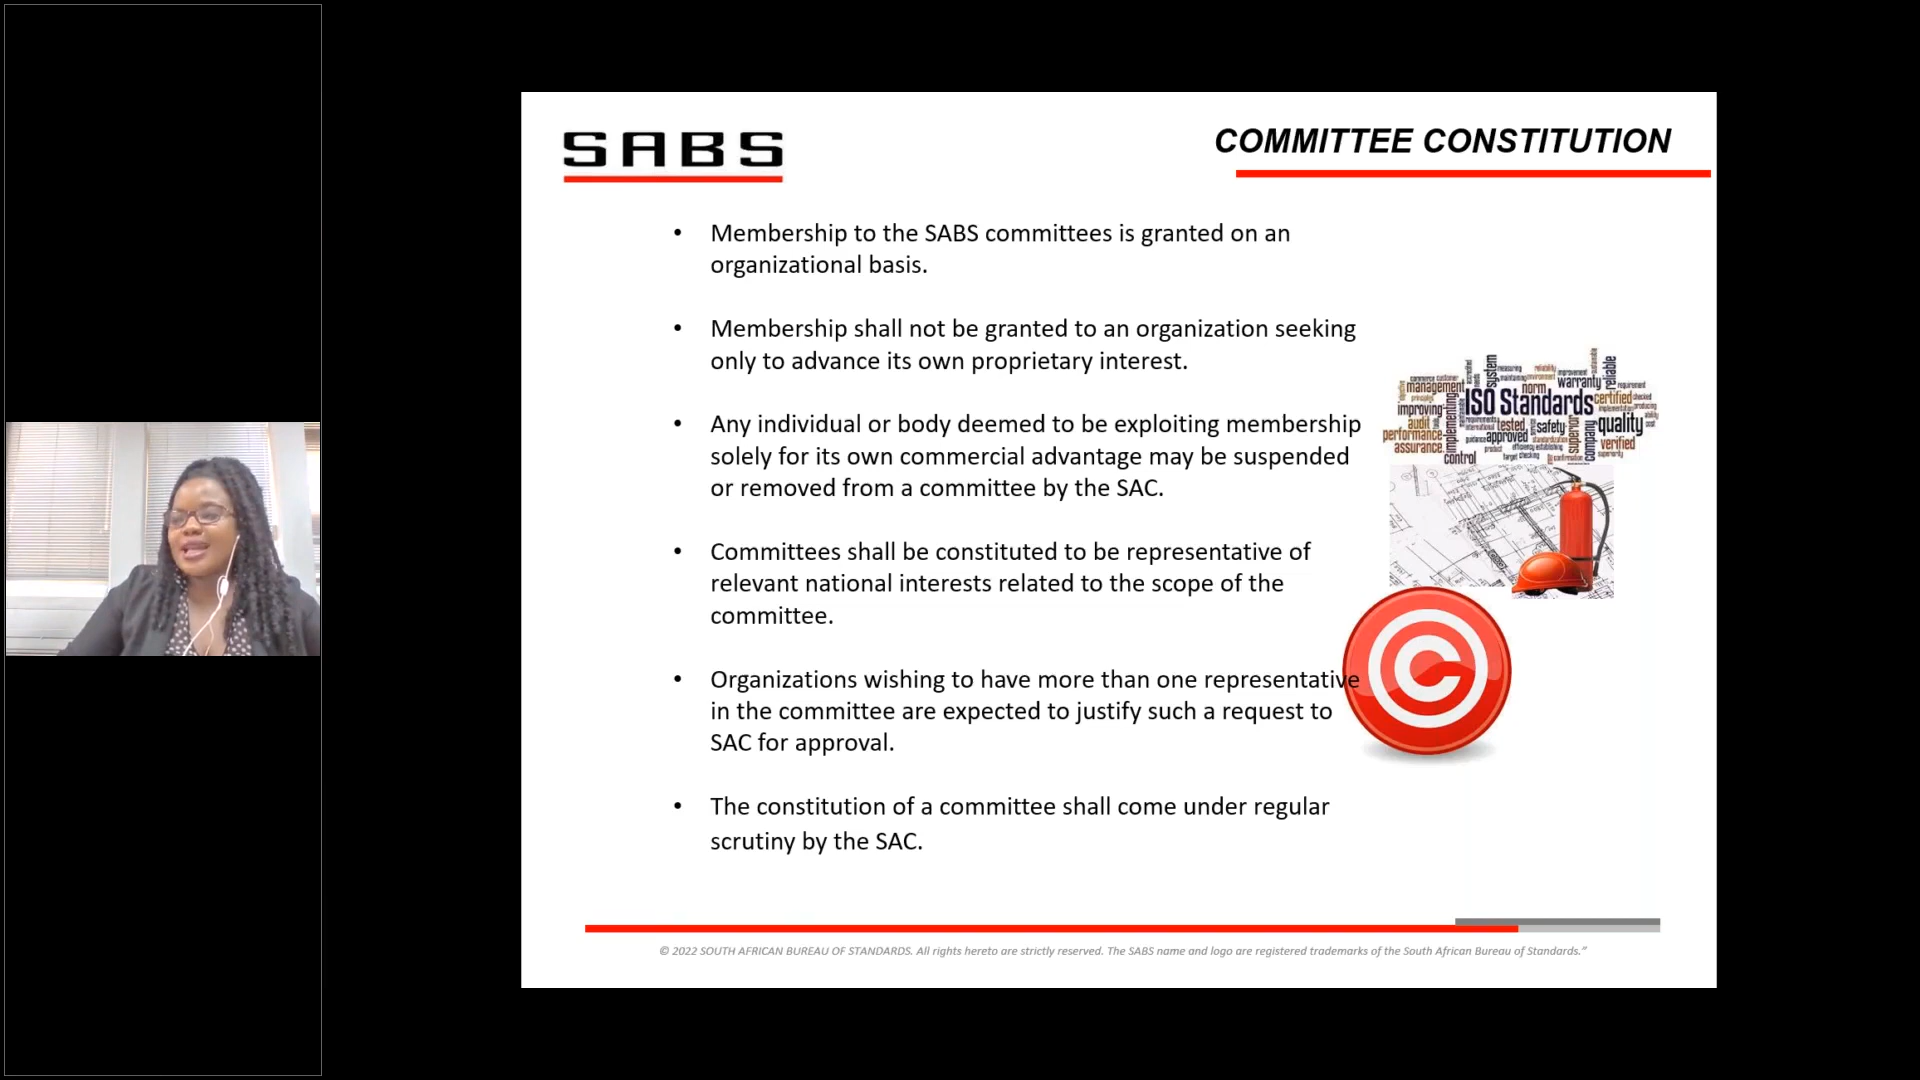 SABS
COMMITTEE CONSTITUTION
• Membership to the SABS committees is granted on an
organizational basis.
• Membership shall not be granted to an organization seeking
only to advance its own proprietary interest.
• Any individual or body deemed to be exploiting membership
solely for its own commercial advantage may be suspended
or removed from a committee by the SAC.
• Committees shall be constituted to be representative of
relevant national interests related to the scope of the
committee.
• Organizations wishing to have more than one representative
in the committee are expected to justify such a request to
SAC for approval.
• The constitution of a committee shall come under regular
scrutiny by the SAC.
system
reliable
management
norm
warranty
ISO Standards
certified
improving
implementing
audit
tested
safety
superior
quality
performance
approved
company
verified
assurance
control
C
© 2022 SOUTH AFRICAN BUREAU OF STANDARDS. All rights hereto are strictly reserved. The SABS name and logo are registered trademarks of the South African Bureau of Standards.”